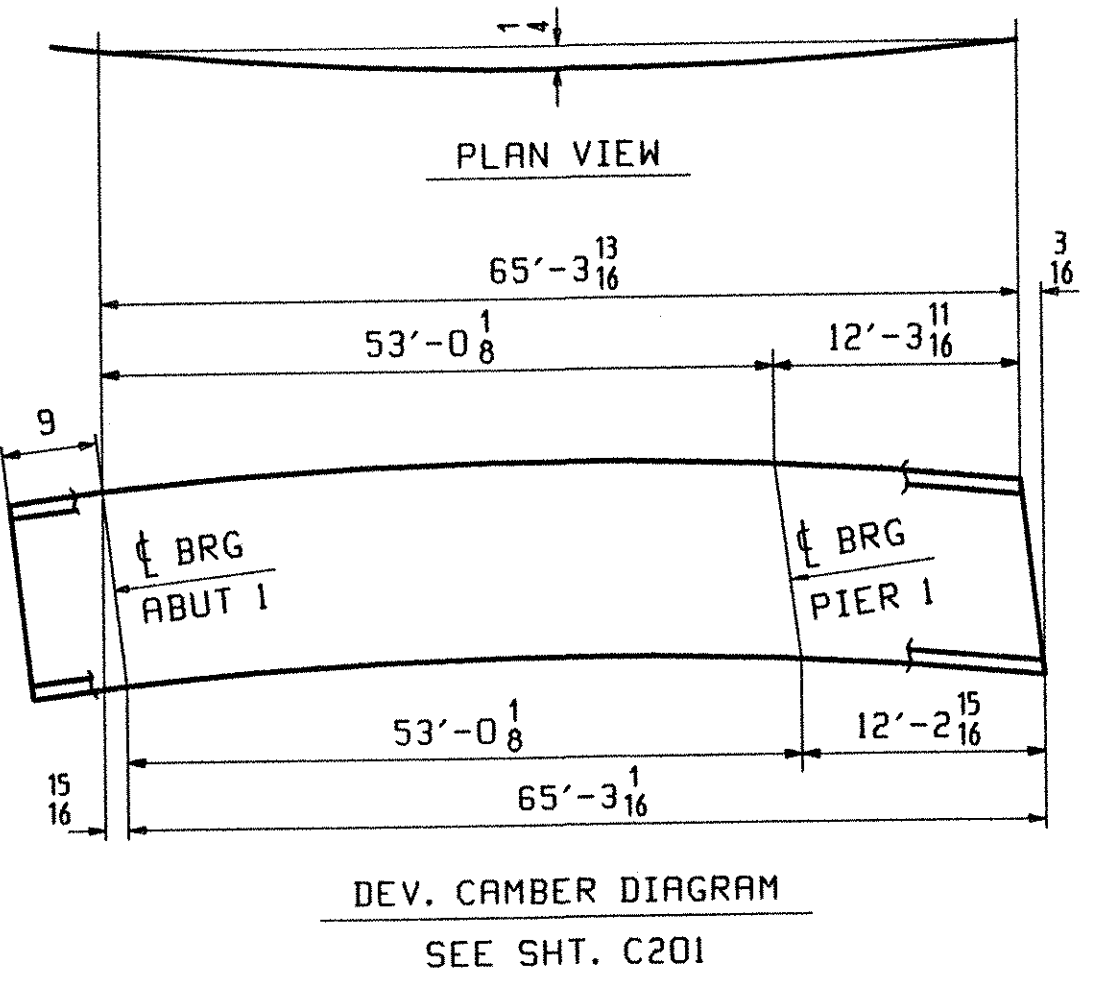 1/4
PLAN VIEW
65'-3 13/16
3/16
53'-0 1/8
12'-3 11/16
9
℄ BRG
ABUT 1
℄ BRG
PIER 1
53'-0 1/8
12'-2 15/16
15/16
65'-3 1/16
DEV. CAMBER DIAGRAM
SEE SHT. C201